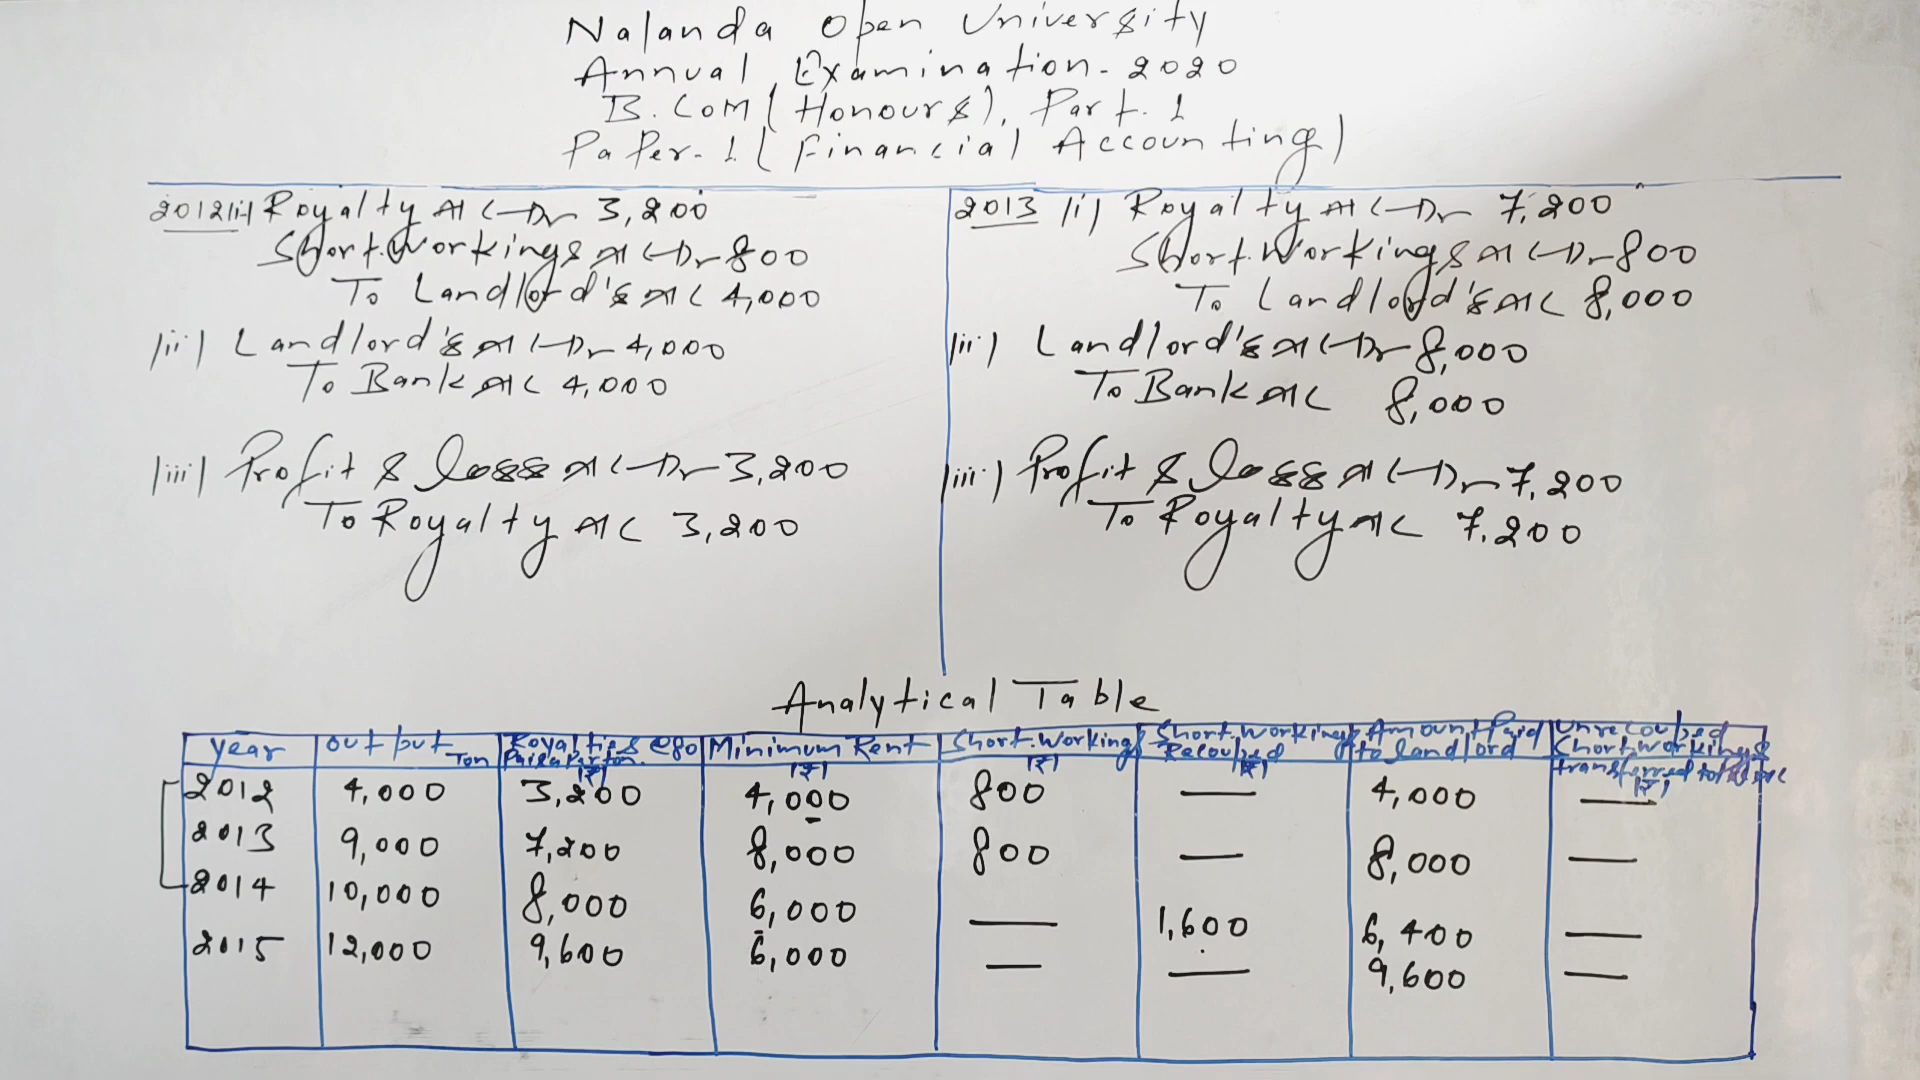 Nalanda Open University
Annual Examination-2020
B.COM (Honours), Part. 1
Paper-1 (Financial Accounting)
2012 (i) Royalty A/C Dr 3,200
Short.Workings A/C Dr 800
To Landlord's A/C 4,000
(ii) Landlord's A/C Dr 4,000
To Bank A/C 4,000
(iii) Profit & Loss A/C Dr 3,200
To Royalty A/C 3,200
2013 (i) Royalty A/C Dr 7,200
Short.Workings A/C Dr 800
To Landlord's A/C 8,000
(ii) Landlord's A/C Dr 8,000
To Bank A/C 8,000
(iii) Profit & Loss A/C Dr 7,200
To Royalty A/C 7,200
Analytical Table
Year | Output Ton | Royalties @80 Paisa Per ton. (₹) | Minimum Rent (₹) | Short.Workings (₹) | Short.Workings Recouped (₹) | Amount Paid to Landlord | Unrecouped Short.Workings transferred to P&L A/C (₹)
2012 4,000 3,200 4,000 800 — 4,000 —
2013 9,000 7,200 8,000 800 — 8,000 —
2014 10,000 8,000 6,000 — 1,600 6,400 —
2015 12,000 9,600 6,000 — — 9,600 —